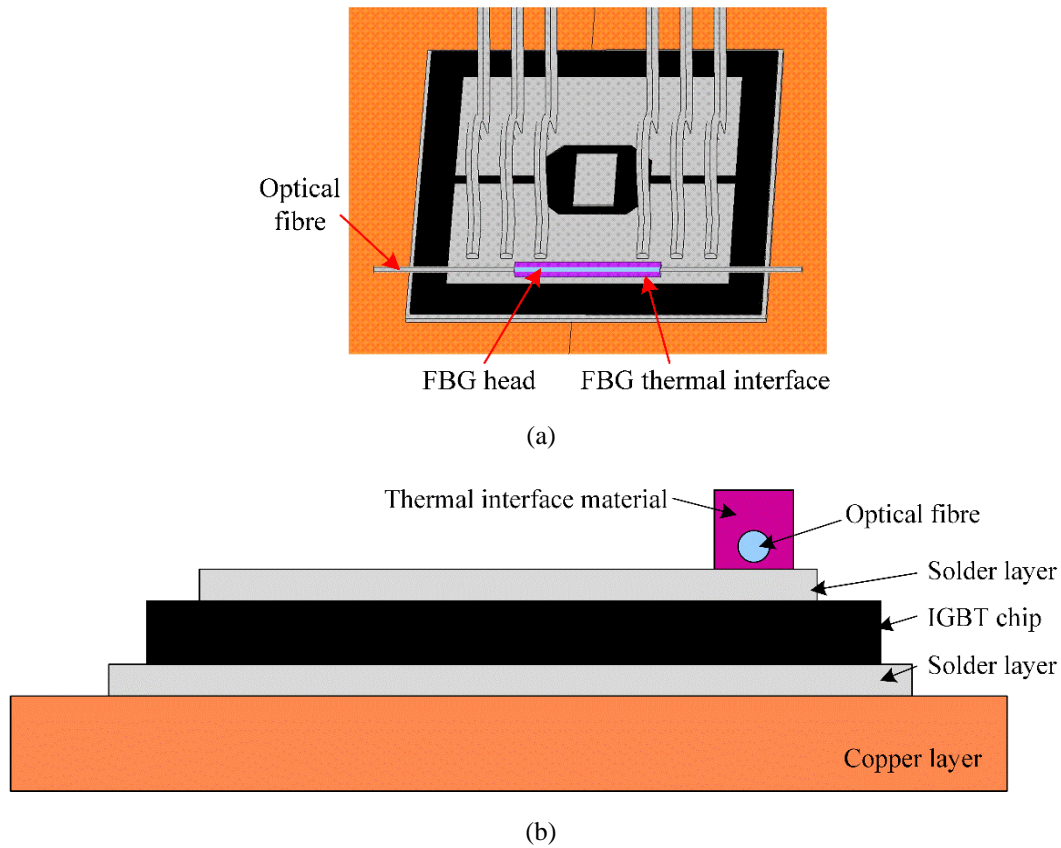 Optical
fibre
FBG head
FBG thermal interface
(a)
Thermal interface material
Optical fibre
Solder layer
IGBT chip
Solder layer
Copper layer
(b)